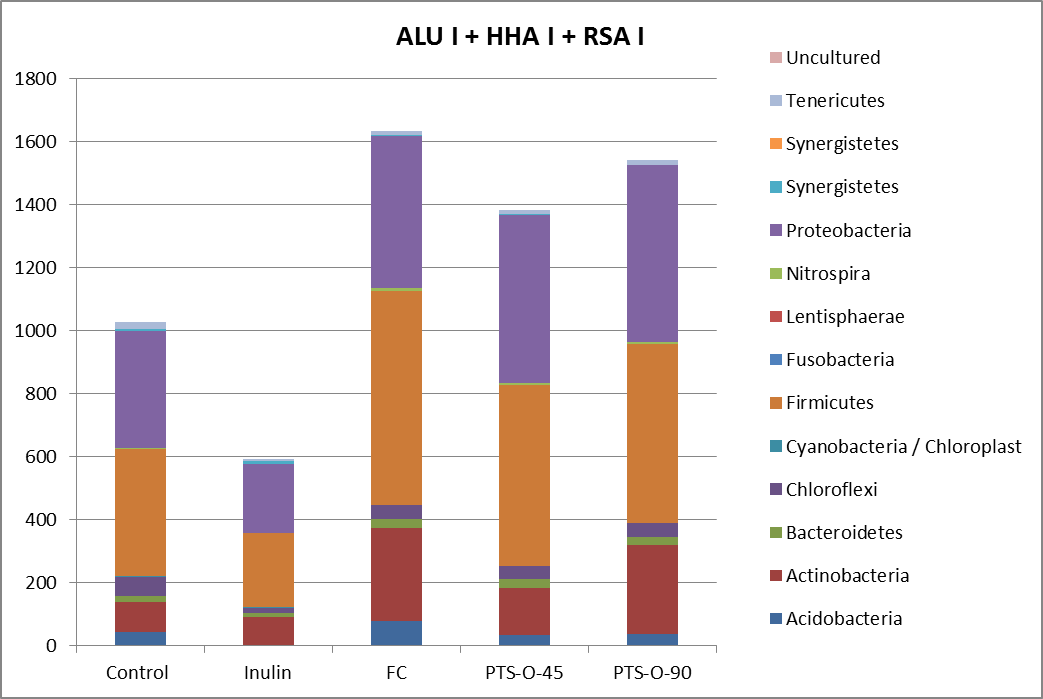 ALU I + HHA I + RSA I
1800
1600
1400
1200
1000
800
600
400
200
0
Control Inulin FC PTS-O-45 PTS-O-90
Uncultured
Tenericutes
Synergistetes
Synergistetes
Proteobacteria
Nitrospira
Lentisphaerae
Fusobacteria
Firmicutes
Cyanobacteria / Chloroplast
Chloroflexi
Bacteroidetes
Actinobacteria
Acidobacteria